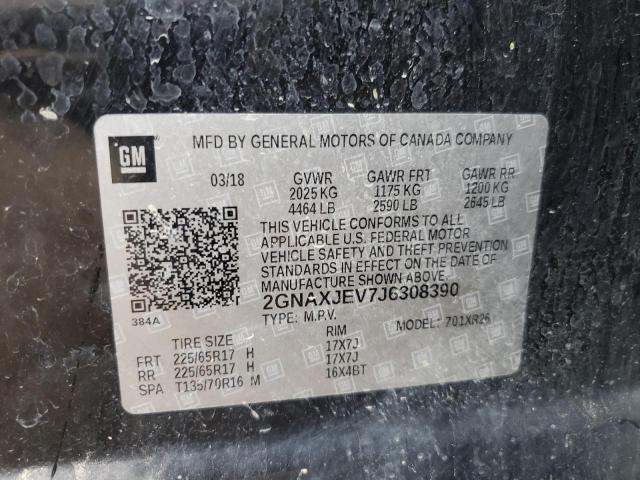 GM
MFD BY GENERAL MOTORS OF CANADA COMPANY
03/18 GVWR GAWR FRT GAWR RR
2025 KG 1175 KG 1200 KG
4464 LB 2590 LB 2645 LB
THIS VEHICLE CONFORMS TO ALL
APPLICABLE U.S. FEDERAL MOTOR
VEHICLE SAFETY AND THEFT PREVENTION
STANDARDS IN EFFECT ON THE DATE OF
MANUFACTURE SHOWN ABOVE.
2GNAXJEV7J6308390
384A TYPE: M.P.V. MODEL: 701XR26
TIRE SIZE RIM
FRT 225/65R17 H 17X7J
RR 225/65R17 H 17X7J
SPA T135/70R16 M 16X4BT